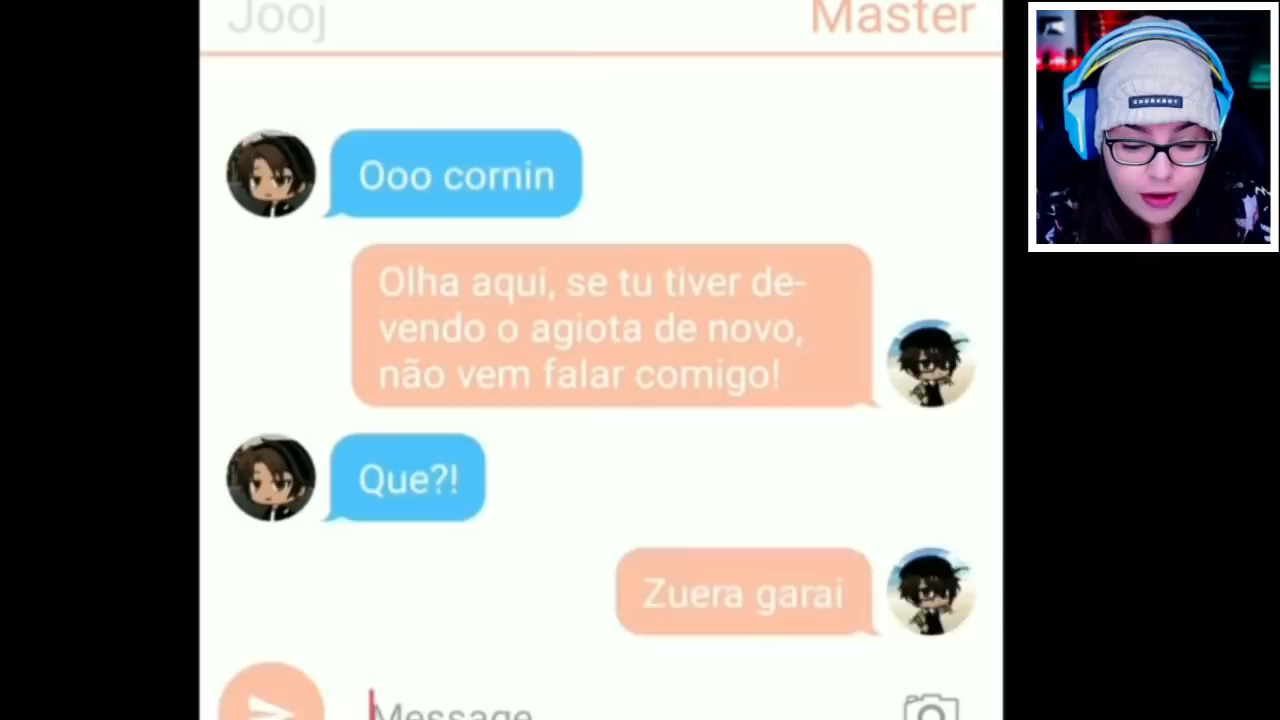 Jooj
Master
Ooo cornin
Olha aqui, se tu tiver de-
vendo o agiota de novo,
não vem falar comigo!
Que?!
Zuera garai
Message